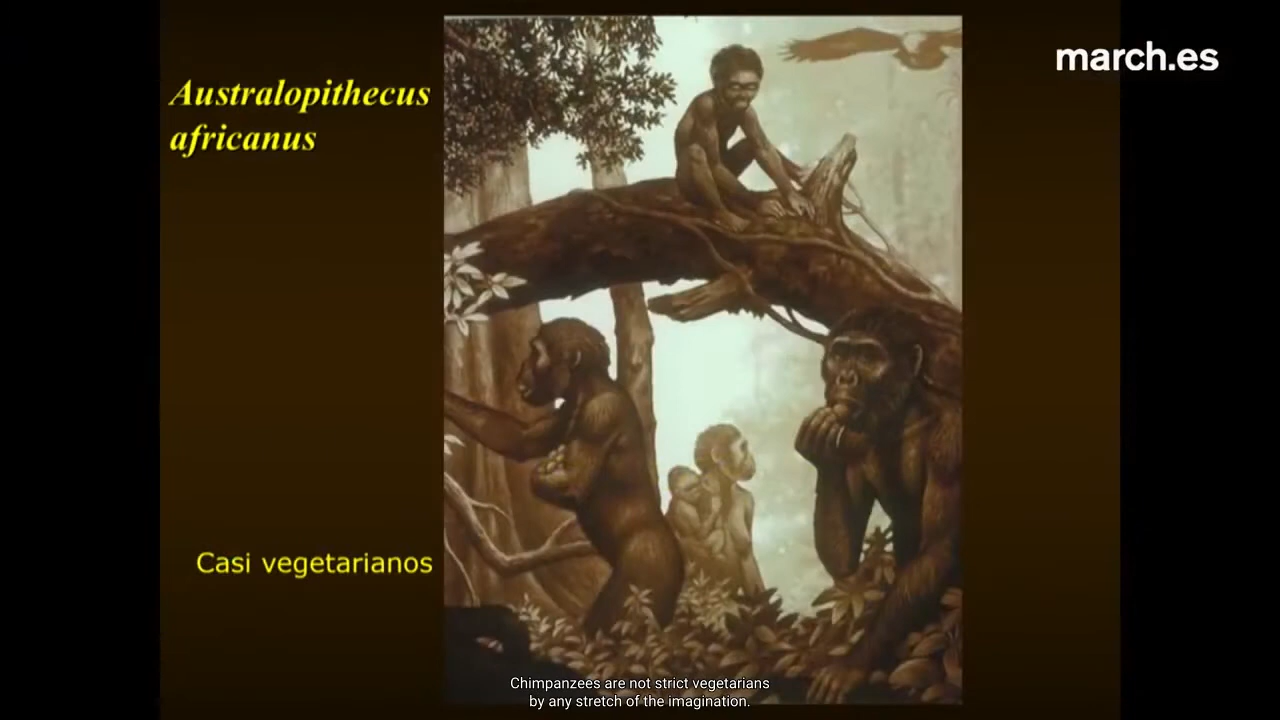 march.es
Australopithecus
africanus
Casi vegetarianos
Chimpanzees are not strict vegetarians
by any stretch of the imagination.